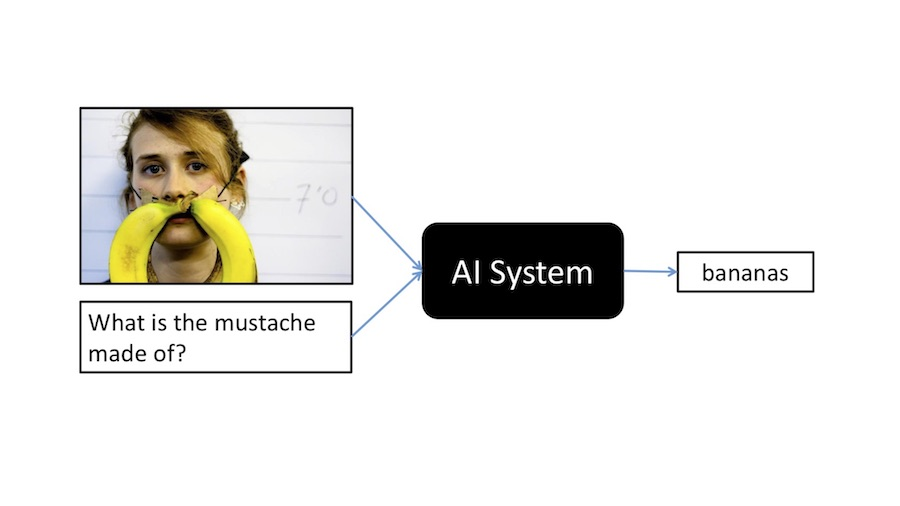 7'0
What is the mustache
made of?
AI System
bananas